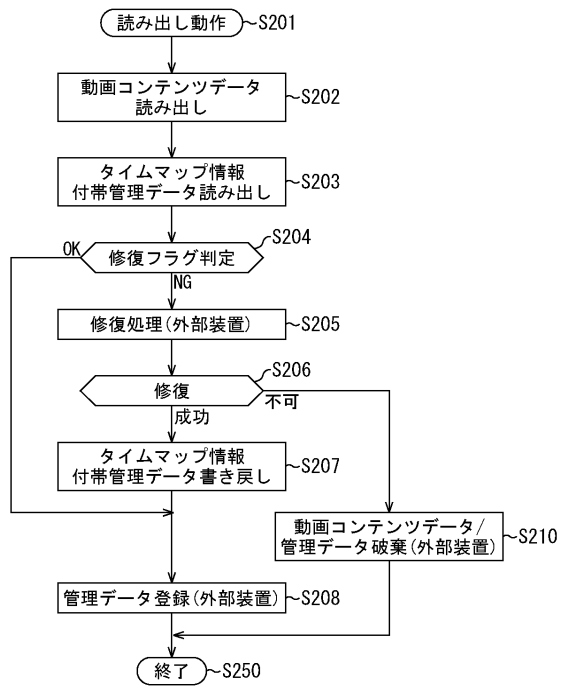 読み出し動作 S201
動画コンテンツデータ
読み出し S202
タイムマップ情報
付帯管理データ読み出し S203
S204
OK 修復フラグ判定
NG
修復処理(外部装置) S205
S206
修復
不可
成功
タイムマップ情報
付帯管理データ書き戻し S207
動画コンテンツデータ/
管理データ破棄(外部装置) S210
管理データ登録(外部装置) S208
終了 S250